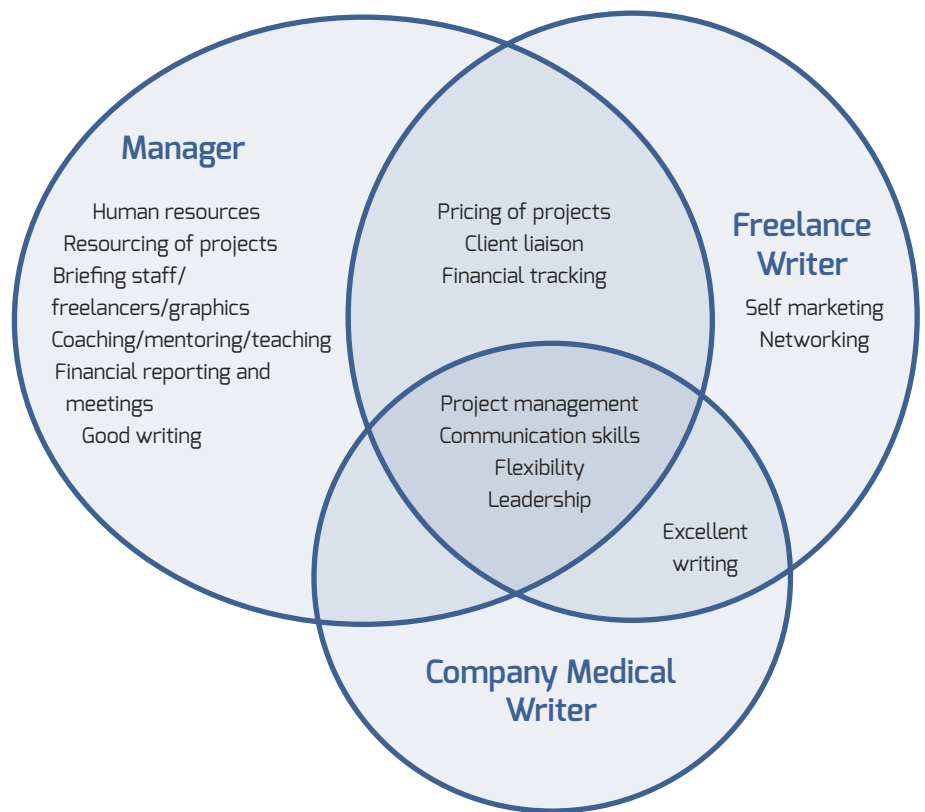 Manager
Human resources
Resourcing of projects
Briefing staff/
freelancers/graphics
Coaching/mentoring/teaching
Financial reporting and
meetings
Good writing
Pricing of projects
Client liaison
Financial tracking
Freelance
Writer
Self marketing
Networking
Project management
Communication skills
Flexibility
Leadership
Excellent
writing
Company Medical
Writer